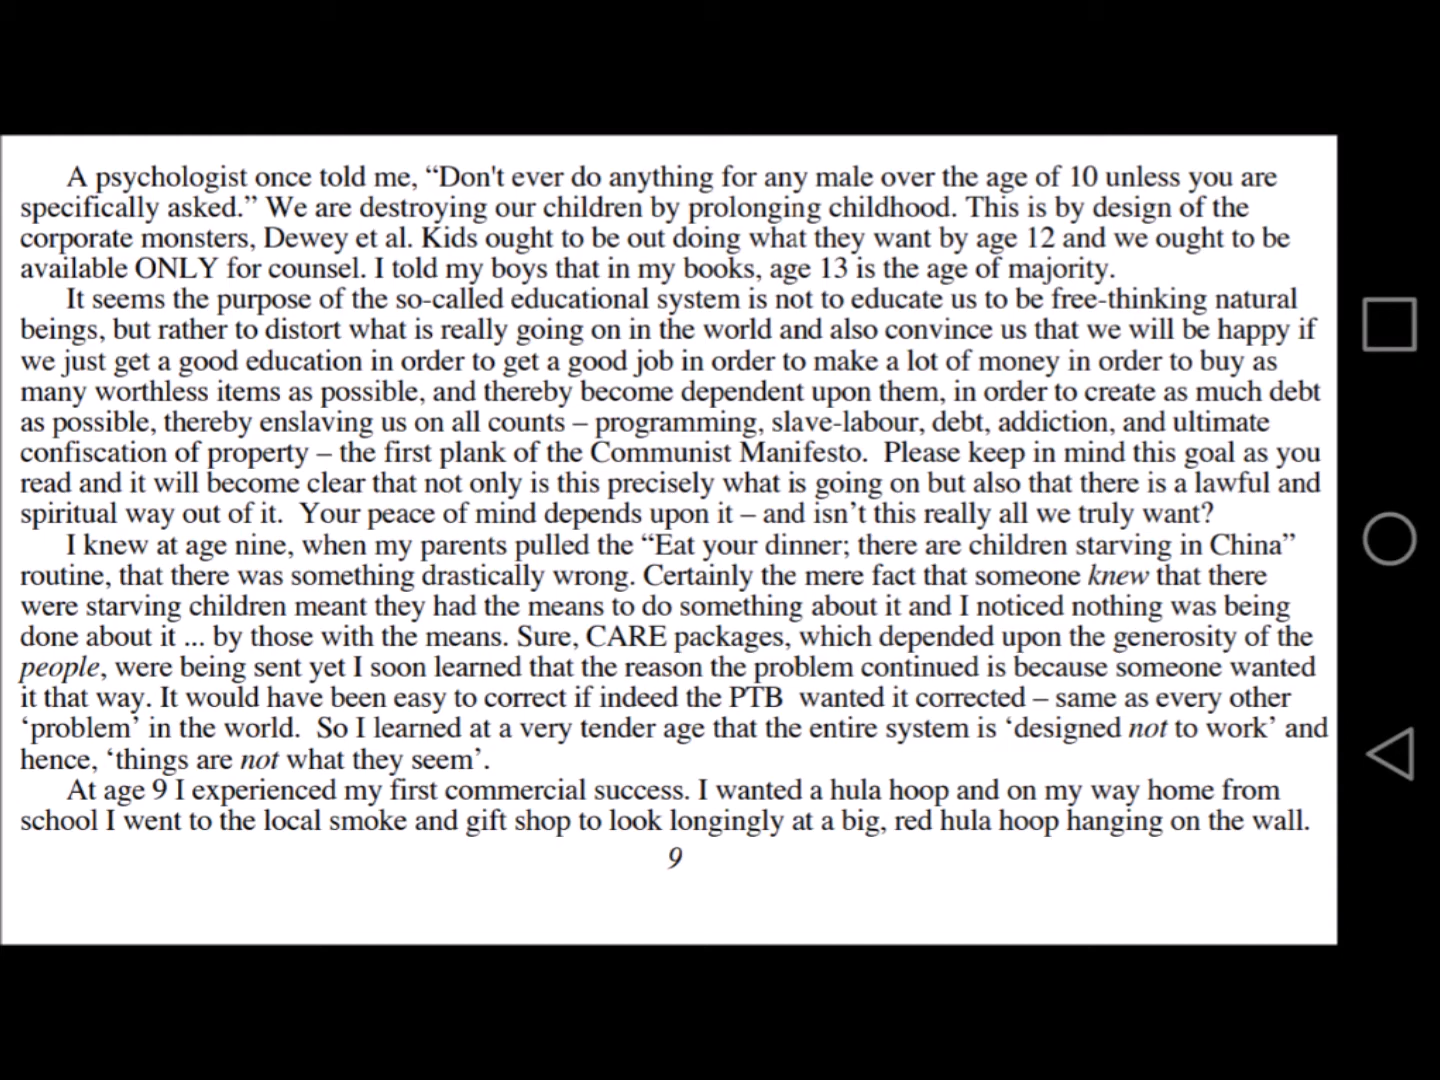 A psychologist once told me, “Don't ever do anything for any male over the age of 10 unless you are
specifically asked.” We are destroying our children by prolonging childhood. This is by design of the
corporate monsters, Dewey et al. Kids ought to be out doing what they want by age 12 and we ought to be
available ONLY for counsel. I told my boys that in my books, age 13 is the age of majority.
It seems the purpose of the so-called educational system is not to educate us to be free-thinking natural
beings, but rather to distort what is really going on in the world and also convince us that we will be happy if
we just get a good education in order to get a good job in order to make a lot of money in order to buy as
many worthless items as possible, and thereby become dependent upon them, in order to create as much debt
as possible, thereby enslaving us on all counts – programming, slave-labour, debt, addiction, and ultimate
confiscation of property – the first plank of the Communist Manifesto.  Please keep in mind this goal as you
read and it will become clear that not only is this precisely what is going on but also that there is a lawful and
spiritual way out of it.  Your peace of mind depends upon it – and isn’t this really all we truly want?
I knew at age nine, when my parents pulled the “Eat your dinner; there are children starving in China”
routine, that there was something drastically wrong. Certainly the mere fact that someone knew that there
were starving children meant they had the means to do something about it and I noticed nothing was being
done about it ... by those with the means. Sure, CARE packages, which depended upon the generosity of the
people, were being sent yet I soon learned that the reason the problem continued is because someone wanted
it that way. It would have been easy to correct if indeed the PTB  wanted it corrected – same as every other
‘problem’ in the world.  So I learned at a very tender age that the entire system is ‘designed not to work’ and
hence, ‘things are not what they seem’.
At age 9 I experienced my first commercial success. I wanted a hula hoop and on my way home from
school I went to the local smoke and gift shop to look longingly at a big, red hula hoop hanging on the wall.
9